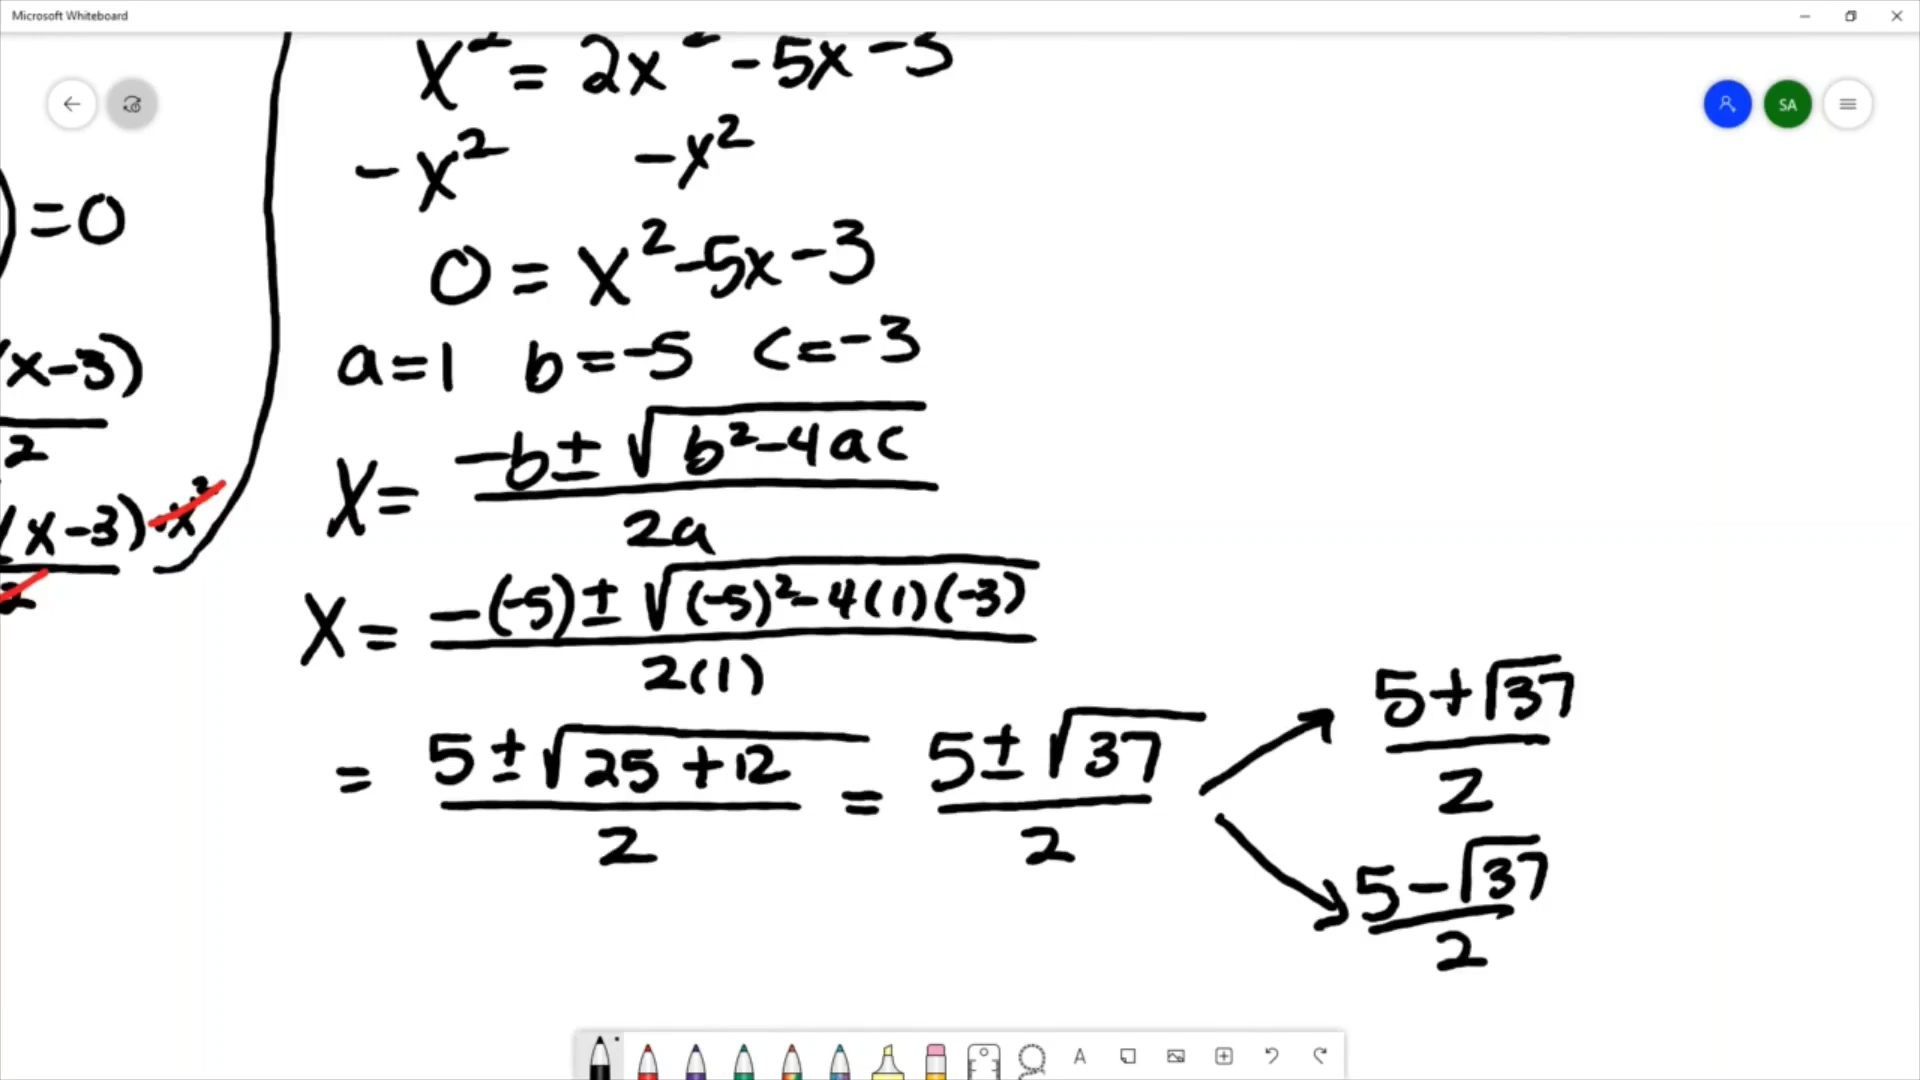 Microsoft Whiteboard
SA
) = 0
(x-3)
2
(x-3) · x²
2
x² = 2x² - 5x - 3
- x² - x²
0 = x² - 5x - 3
a = 1 b = -5 c = -3
x = (-b ± √(b² - 4ac)) / 2a
x = (-(-5) ± √((-5)² - 4(1)(-3))) / 2(1)
= (5 ± √(25 + 12)) / 2 = (5 ± √37) / 2
(5 + √37) / 2
(5 - √37) / 2
A